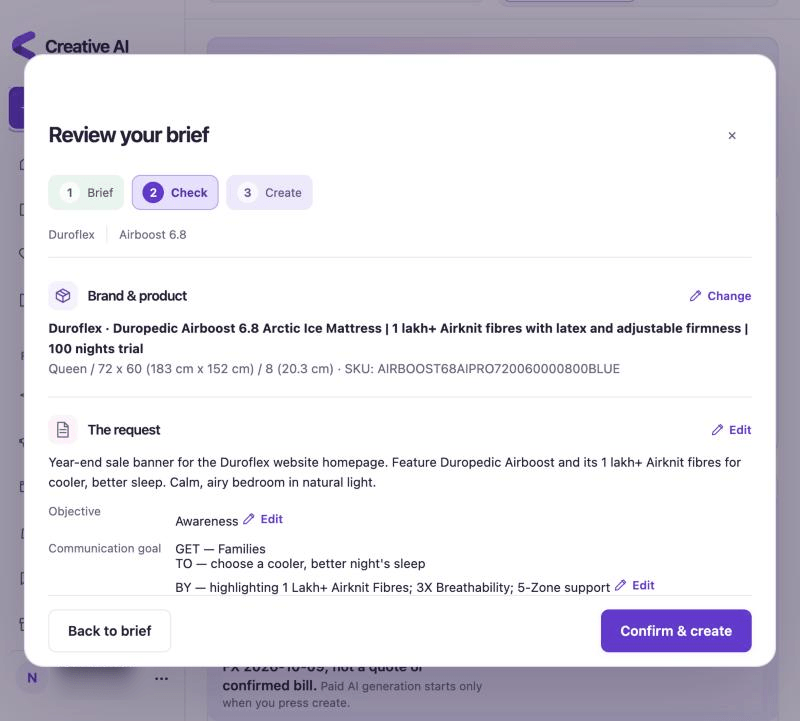 Creative AI
Review your brief
×
1 Brief
2 Check
3 Create
Duroflex
Airboost 6.8
Brand & product
Change
Duroflex · Duropedic Airboost 6.8 Arctic Ice Mattress | 1 lakh+ Airknit fibres with latex and adjustable firmness |
100 nights trial
Queen / 72 x 60 (183 cm x 152 cm) / 8 (20.3 cm) · SKU: AIRBOOST68AIPRO720060000800BLUE
The request
Edit
Year-end sale banner for the Duroflex website homepage. Feature Duropedic Airboost and its 1 lakh+ Airknit fibres for
cooler, better sleep. Calm, airy bedroom in natural light.
Objective
Awareness Edit
Communication goal
GET — Families
TO — choose a cooler, better night's sleep
BY — highlighting 1 Lakh+ Airknit Fibres; 3X Breathability; 5-Zone support Edit
Back to brief
Confirm & create
N
...
FX 2026-10-09, not a quote or
confirmed bill. Paid AI generation starts only
when you press create.